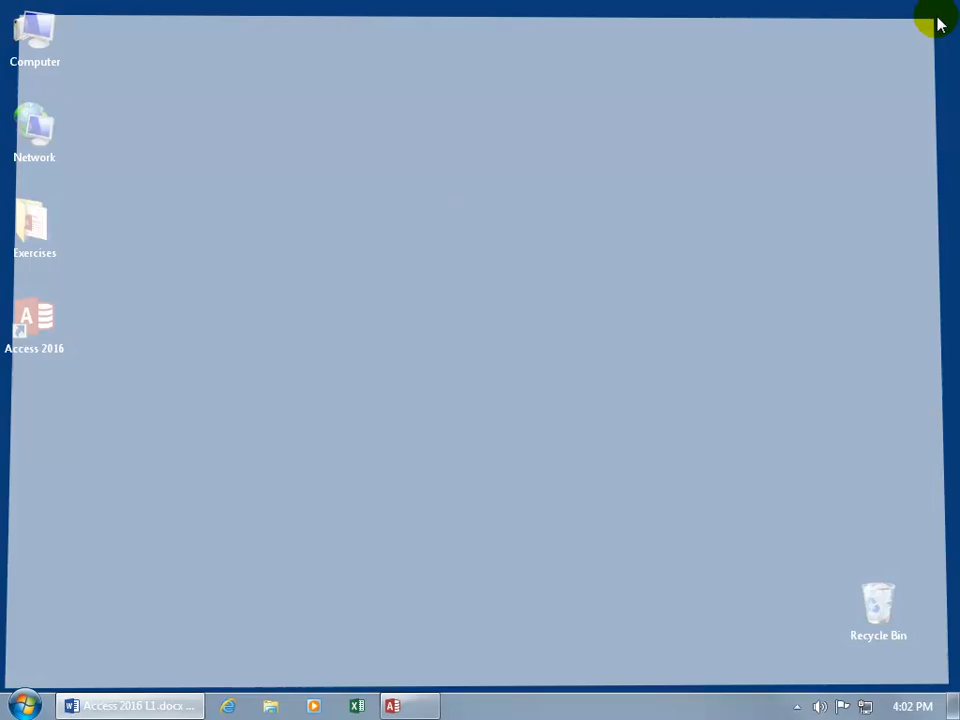 Computer
Network
Exercises
Access 2016
Recycle Bin
Access 2016 L1.docx ...
4:02 PM